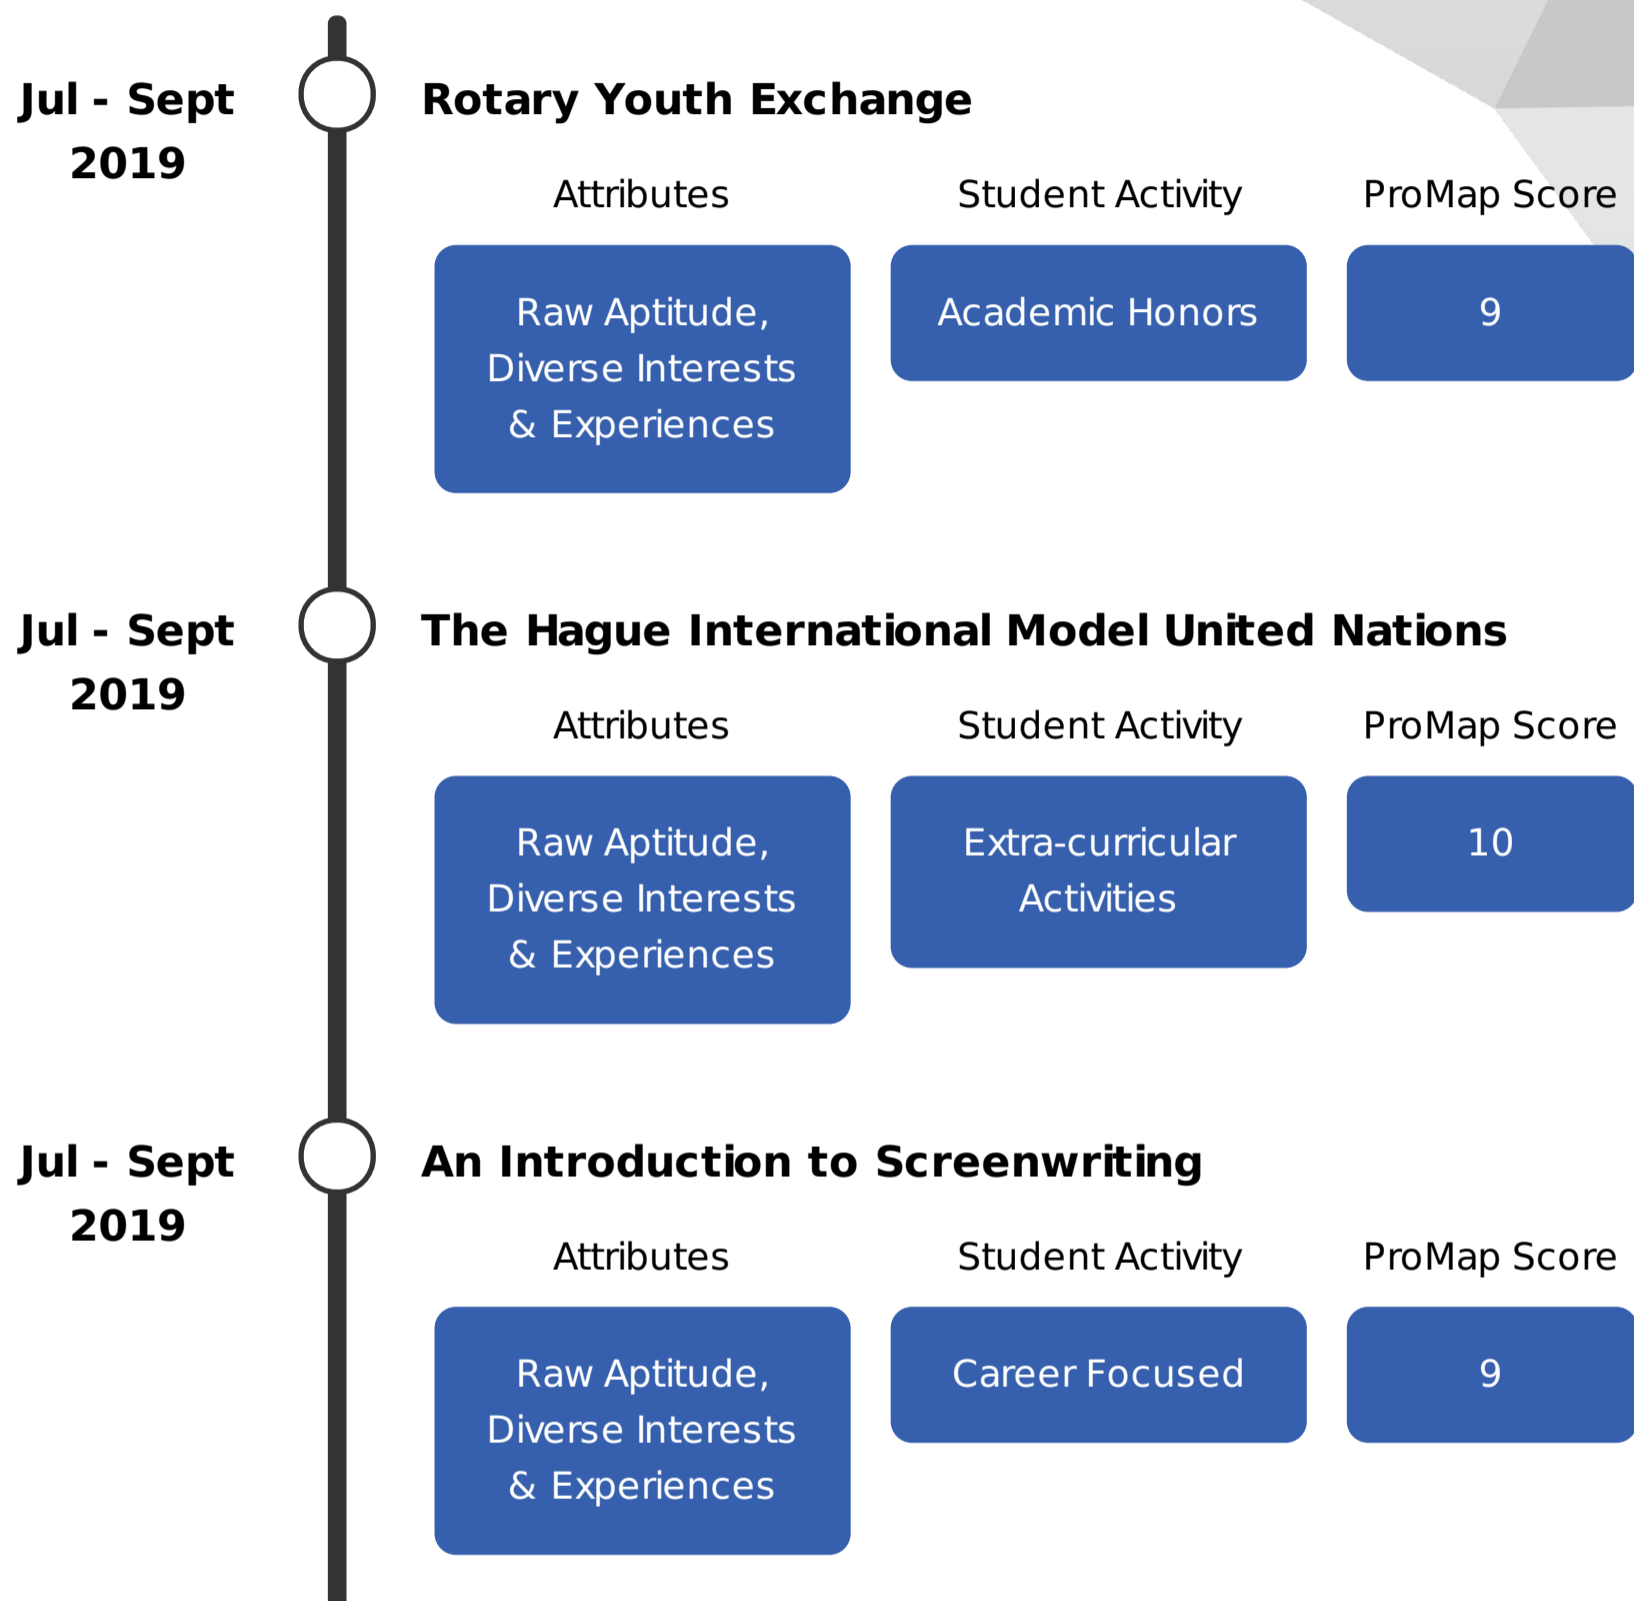 Jul - Sept
2019
Rotary Youth Exchange
Attributes
Student Activity
ProMap Score
Raw Aptitude,
Diverse Interests
& Experiences
Academic Honors
9
Jul - Sept
2019
The Hague International Model United Nations
Attributes
Student Activity
ProMap Score
Raw Aptitude,
Diverse Interests
& Experiences
Extra-curricular
Activities
10
Jul - Sept
2019
An Introduction to Screenwriting
Attributes
Student Activity
ProMap Score
Raw Aptitude,
Diverse Interests
& Experiences
Career Focused
9